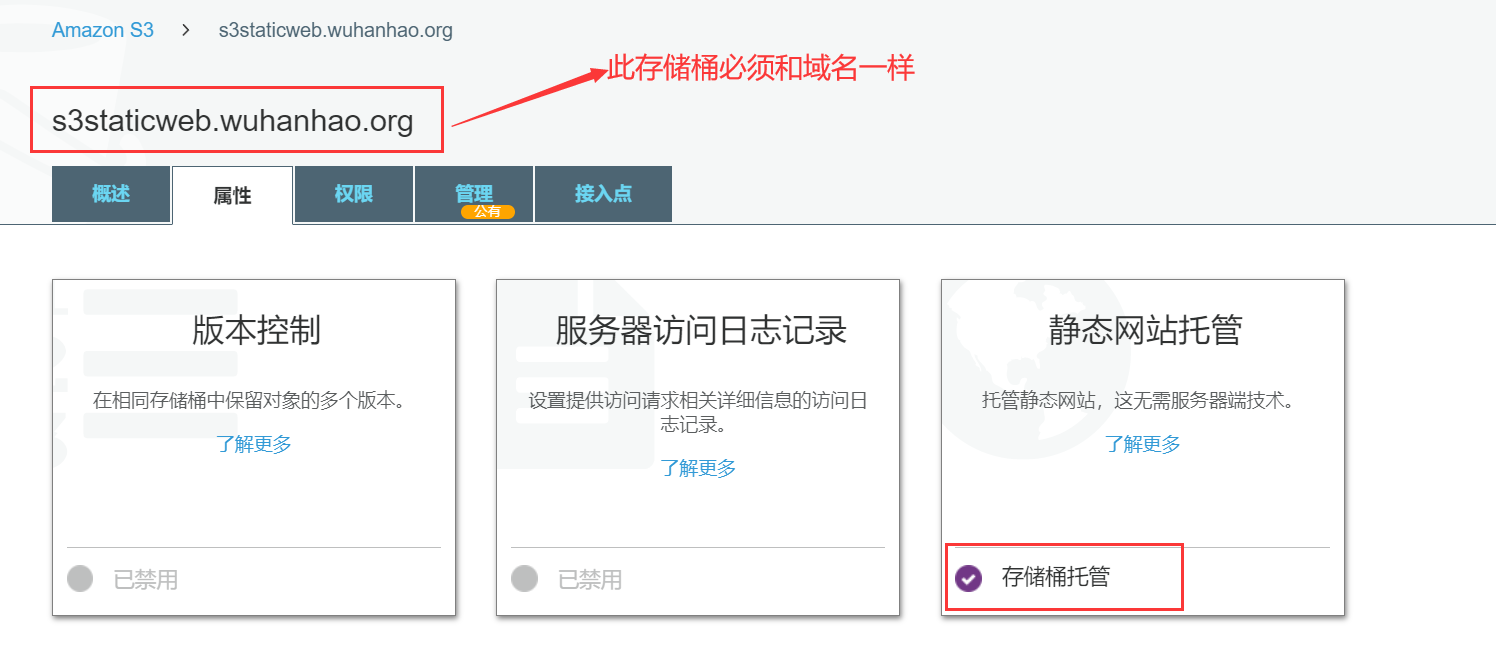 Amazon S3 > s3staticweb.wuhanhao.org
此存储桶必须和域名一样
s3staticweb.wuhanhao.org
概述 属性 权限 管理 接入点
公有
版本控制
在相同存储桶中保留对象的多个版本。
了解更多
已禁用
服务器访问日志记录
设置提供访问请求相关详细信息的访问日
志记录。
了解更多
已禁用
静态网站托管
托管静态网站，这无需服务器端技术。
了解更多
存储桶托管